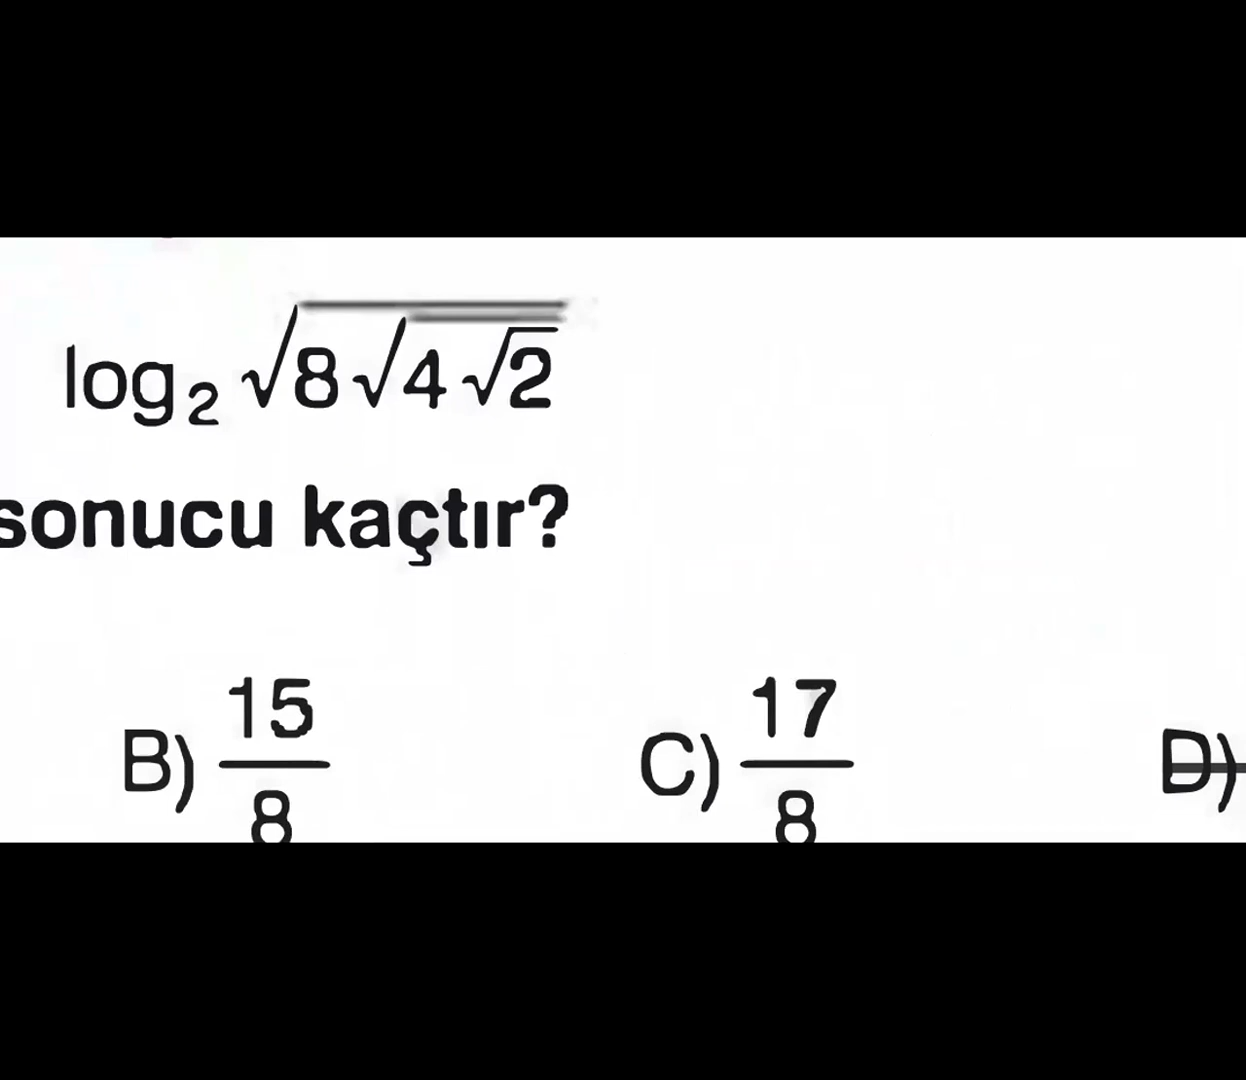 log₂ √(8√(4√2))
sonucu kaçtır?
B) 15/8 C) 17/8 D)